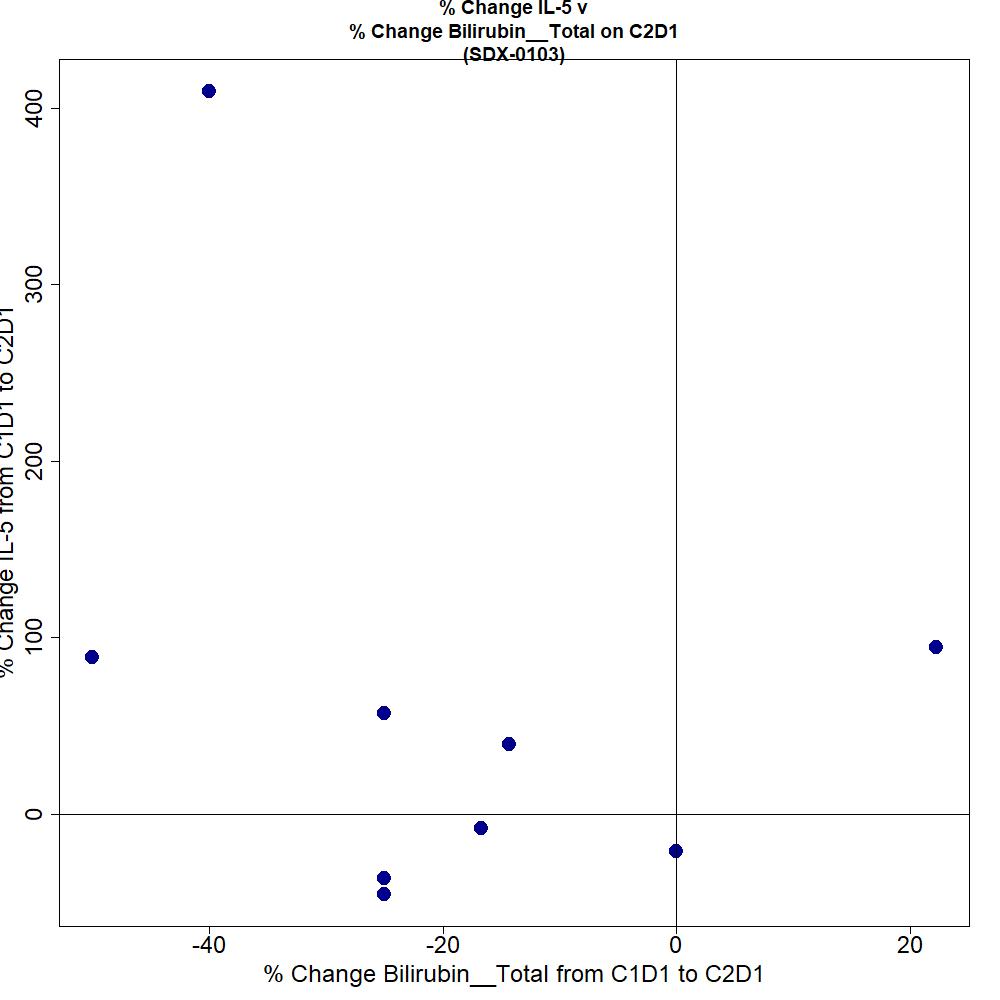 % Change IL-5 v
% Change Bilirubin__Total on C2D1
(SDX-0103)
% Change IL-5 from C1D1 to C2D1
400
300
200
100
0
-40
-20
0
20
% Change Bilirubin__Total from C1D1 to C2D1